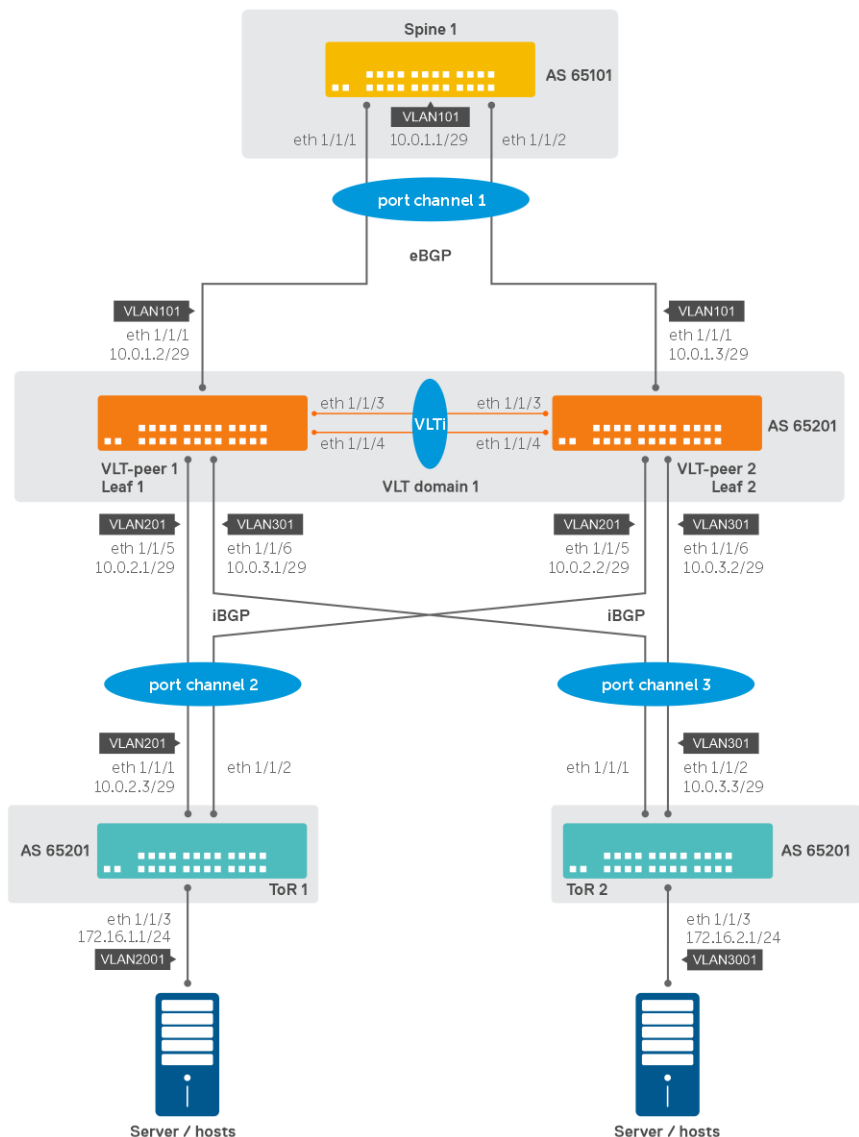 Spine 1
AS 65101
VLAN101
eth 1/1/1
10.0.1.1/29
eth 1/1/2
port channel 1
eBGP
VLAN101
eth 1/1/1
10.0.1.2/29
VLAN101
eth 1/1/1
10.0.1.3/29
eth 1/1/3
eth 1/1/4
VLTi
eth 1/1/3
eth 1/1/4
AS 65201
VLT-peer 1
Leaf 1
VLT domain 1
VLT-peer 2
Leaf 2
VLAN201
eth 1/1/5
10.0.2.1/29
VLAN301
eth 1/1/6
10.0.3.1/29
VLAN201
eth 1/1/5
10.0.2.2/29
VLAN301
eth 1/1/6
10.0.3.2/29
iBGP
iBGP
port channel 2
port channel 3
VLAN201
eth 1/1/1
10.0.2.3/29
eth 1/1/2
eth 1/1/1
VLAN301
eth 1/1/2
10.0.3.3/29
AS 65201
ToR 1
AS 65201
ToR 2
eth 1/1/3
172.16.1.1/24
VLAN2001
eth 1/1/3
172.16.2.1/24
VLAN3001
Server / hosts
Server / hosts